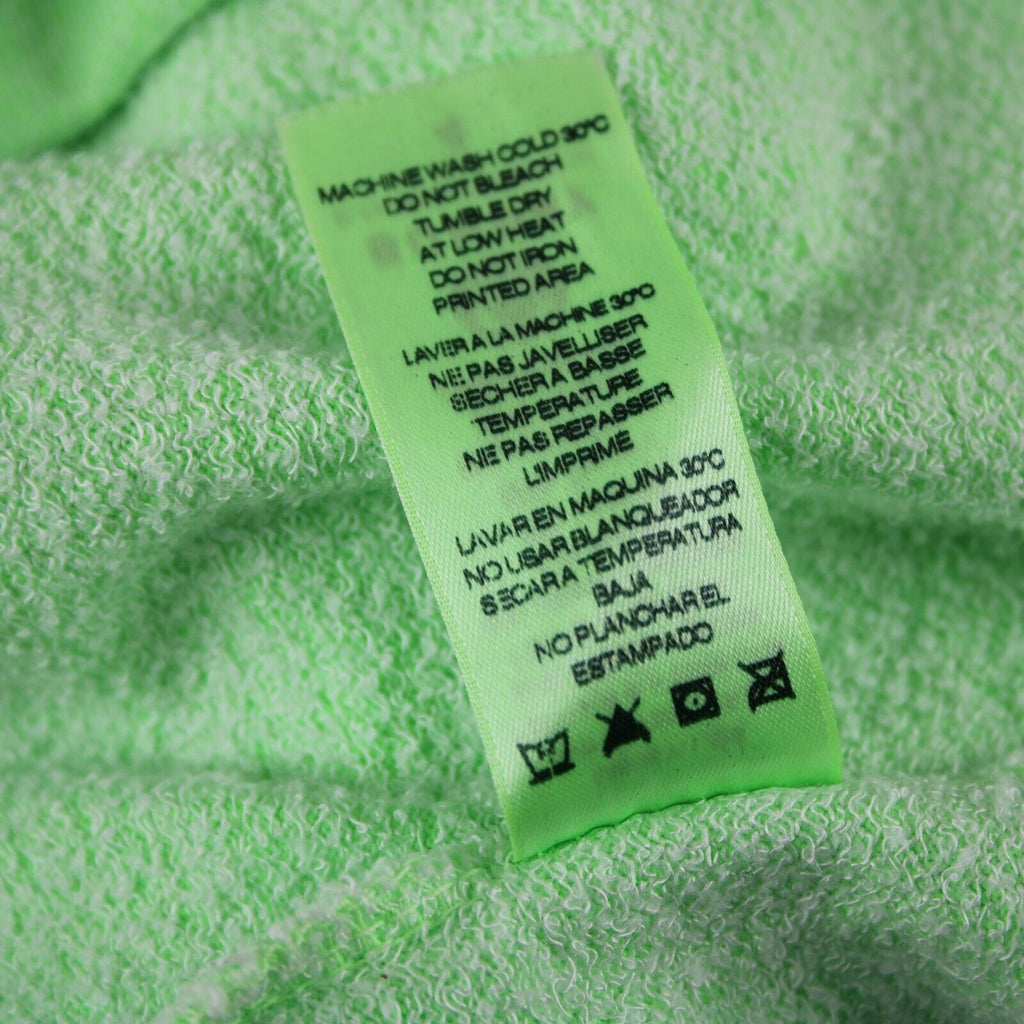 MACHINE WASH COLD 30°C
DO NOT BLEACH
TUMBLE DRY
AT LOW HEAT
DO NOT IRON
PRINTED AREA
LAVER A LA MACHINE 30°C
NE PAS JAVELLISER
SECHER A BASSE
TEMPERATURE
NE PAS REPASSER
L'IMPRIME
LAVAR EN MAQUINA 30°C
NO USAR BLANQUEADOR
SECAR A TEMPERATURA
BAJA
NO PLANCHAR EL
ESTAMPADO